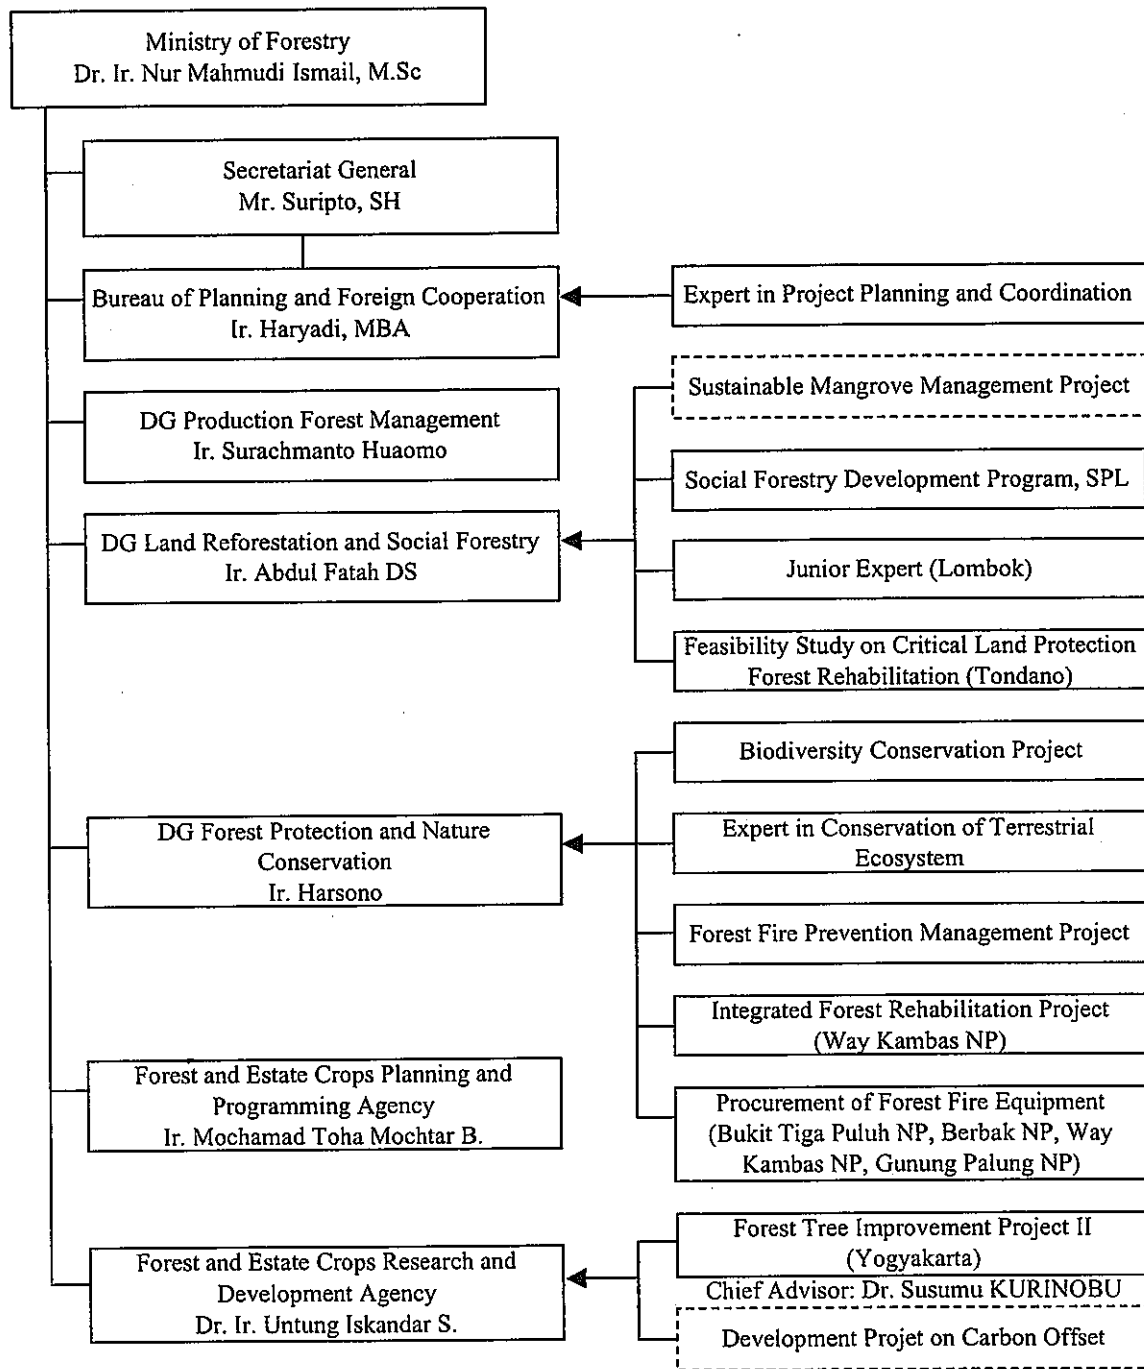 Ministry of Forestry
Dr. Ir. Nur Mahmudi Ismail, M.Sc
Secretariat General
Mr. Suripto, SH
Bureau of Planning and Foreign Cooperation
Ir. Haryadi, MBA
Expert in Project Planning and Coordination
DG Production Forest Management
Ir. Surachmanto Huaomo
DG Land Reforestation and Social Forestry
Ir. Abdul Fatah DS
Sustainable Mangrove Management Project
Social Forestry Development Program, SPL
Junior Expert (Lombok)
Feasibility Study on Critical Land Protection
Forest Rehabilitation (Tondano)
DG Forest Protection and Nature
Conservation
Ir. Harsono
Biodiversity Conservation Project
Expert in Conservation of Terrestrial
Ecosystem
Forest Fire Prevention Management Project
Integrated Forest Rehabilitation Project
(Way Kambas NP)
Procurement of Forest Fire Equipment
(Bukit Tiga Puluh NP, Berbak NP, Way
Kambas NP, Gunung Palung NP)
Forest and Estate Crops Planning and
Programming Agency
Ir. Mochamad Toha Mochtar B.
Forest and Estate Crops Research and
Development Agency
Dr. Ir. Untung Iskandar S.
Forest Tree Improvement Project II
(Yogyakarta)
Chief Advisor: Dr. Susumu KURINOBU
Development Projet on Carbon Offset